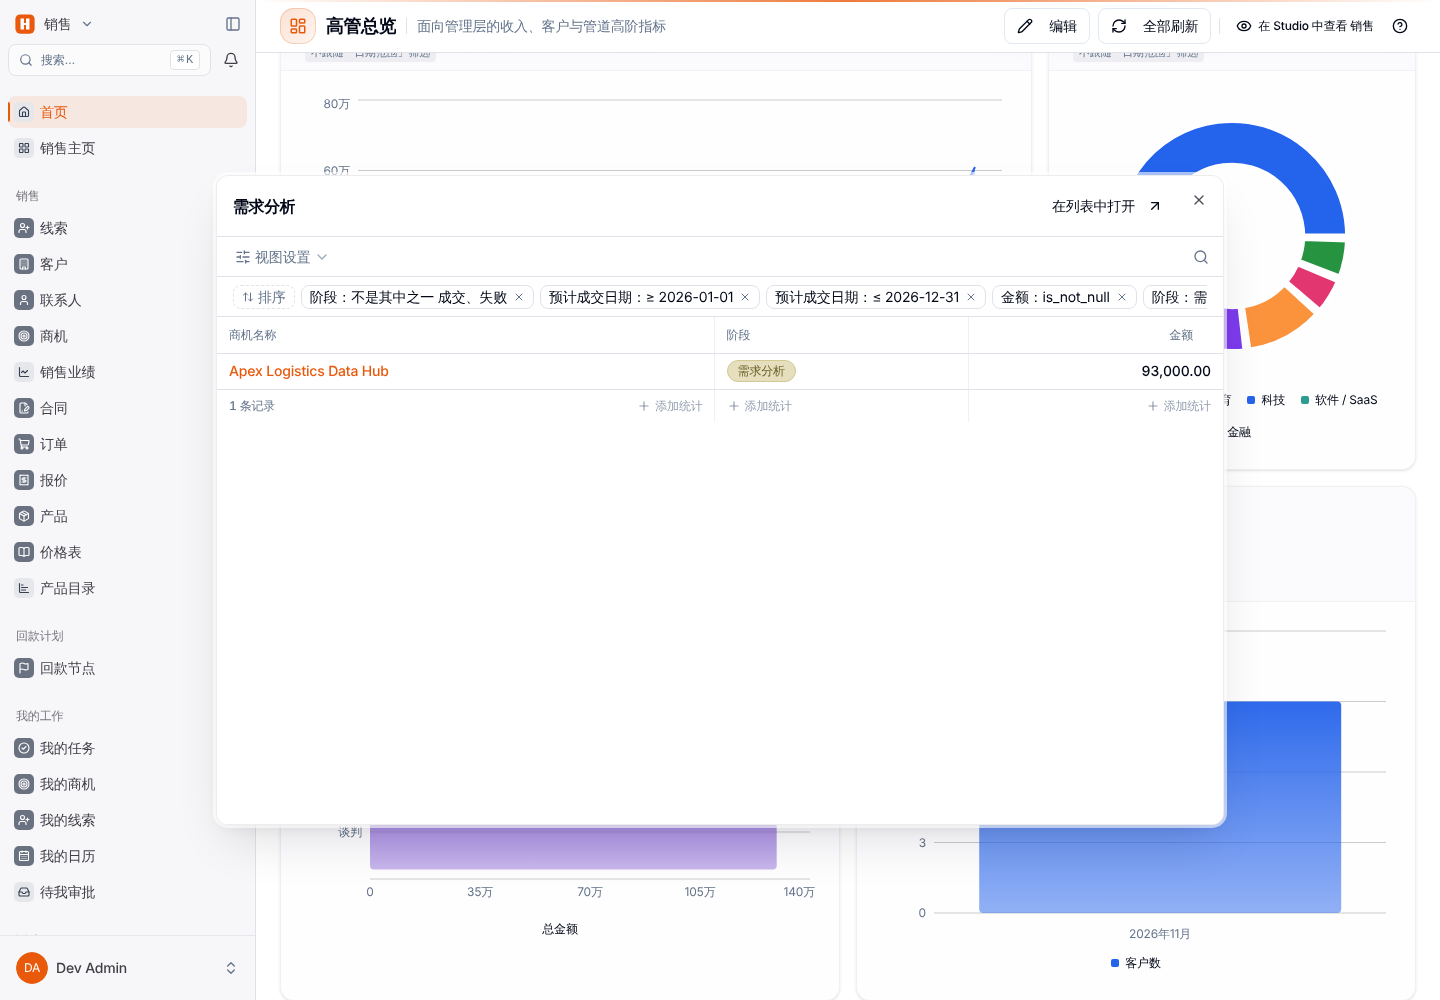 销售
搜索...
⌘K
首页
销售主页
销售
线索
客户
联系人
商机
销售业绩
合同
订单
报价
产品
价格表
产品目录
回款计划
回款节点
我的工作
我的任务
我的商机
我的线索
我的日历
待我审批
DA
Dev Admin
高管总览
面向管理层的收入、客户与管道高阶指标
编辑
全部刷新
在 Studio 中查看 销售
80万
60万
需求分析
在列表中打开
视图设置
排序
阶段：不是其中之一 成交、失败
预计成交日期：≥ 2026-01-01
预计成交日期：≤ 2026-12-31
金额：is_not_null
阶段：需
商机名称
阶段
金额
Apex Logistics Data Hub
需求分析
93,000.00
1 条记录
添加统计
添加统计
添加统计
科技
软件 / SaaS
金融
谈判
0
35万
70万
105万
140万
总金额
3
0
2026年11月
客户数